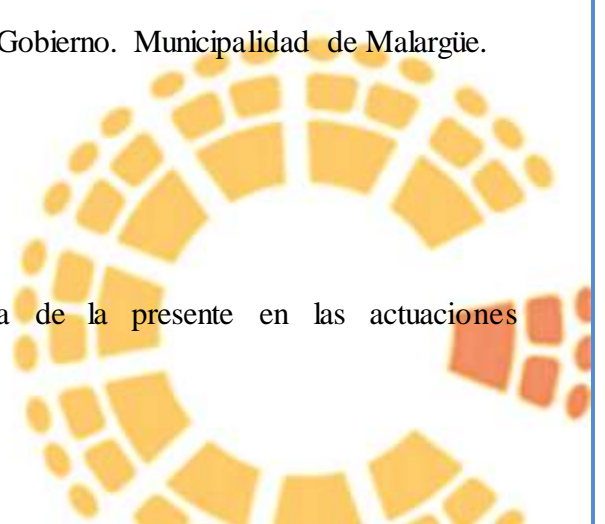 Gobierno. Municipalidad de Malargüe.
a de la presente en las actuaciones